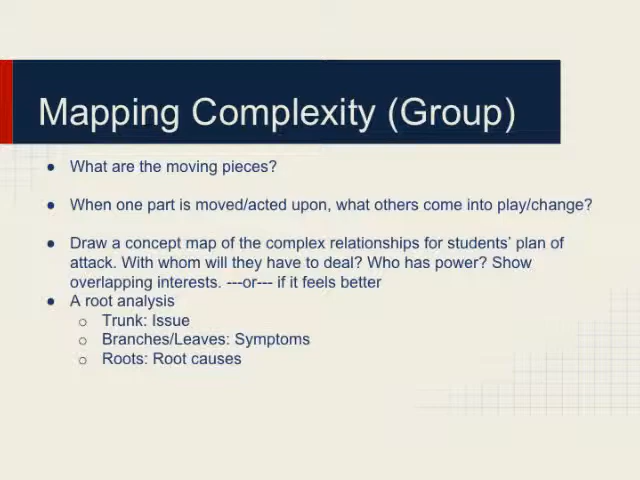 Mapping Complexity (Group)
● What are the moving pieces?
● When one part is moved/acted upon, what others come into play/change?
● Draw a concept map of the complex relationships for students’ plan of
attack. With whom will they have to deal? Who has power? Show
overlapping interests. ---or--- if it feels better
● A root analysis
○ Trunk: Issue
○ Branches/Leaves: Symptoms
○ Roots: Root causes